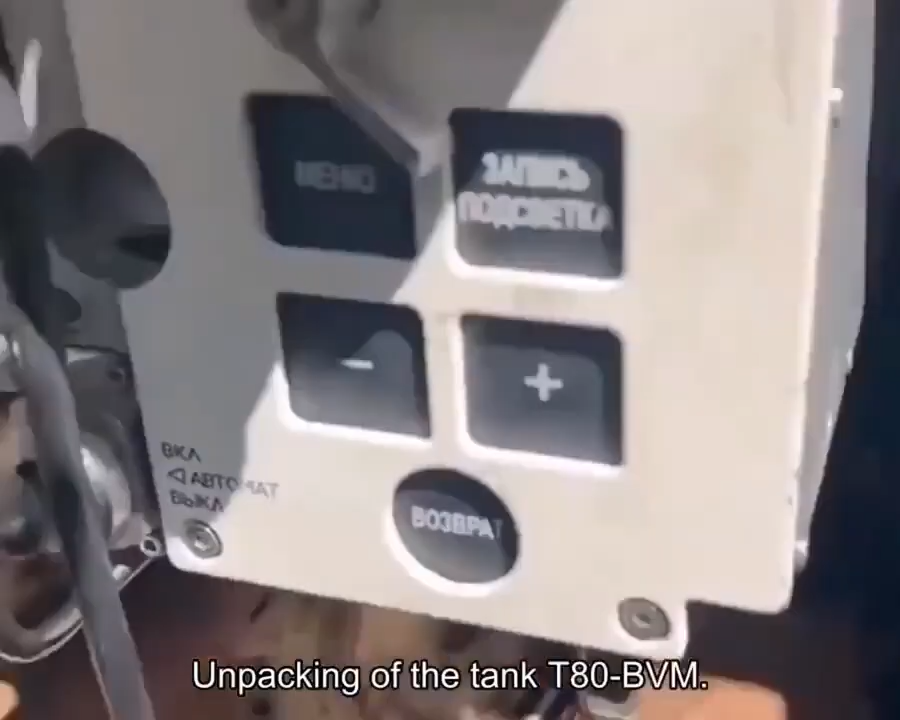 МЕНЮ
ЗАПИСЬ
ПОДСВЕТКА
-
+
ВКЛ
◁ АВТОМАТ
ВЫКЛ
ВОЗВРАТ
Unpacking of the tank T80-BVM.